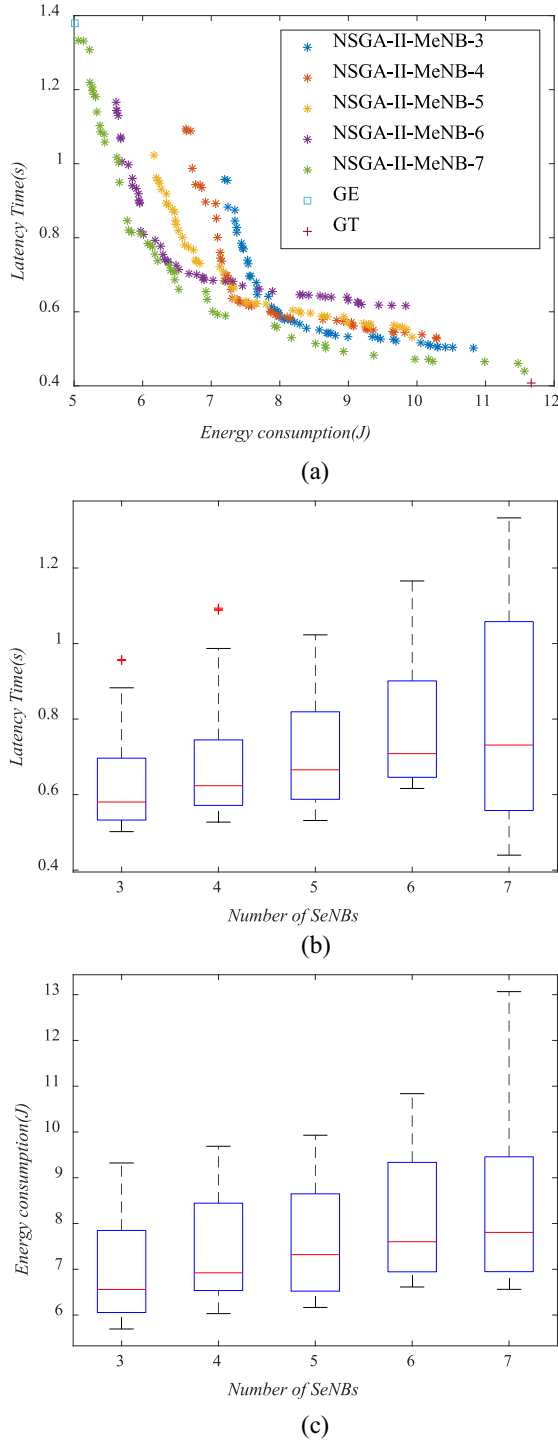 1.4
1.2
1
0.8
0.6
0.4
Latency Time(s)
NSGA-II-MeNB-3
NSGA-II-MeNB-4
NSGA-II-MeNB-5
NSGA-II-MeNB-6
NSGA-II-MeNB-7
GE
GT
5 6 7 8 9 10 11 12
Energy consumption(J)
(a)
1.2
1
0.8
0.6
0.4
Latency Time(s)
3 4 5 6 7
Number of SeNBs
(b)
13
12
11
10
9
8
7
6
Energy consumption(J)
3 4 5 6 7
Number of SeNBs
(c)